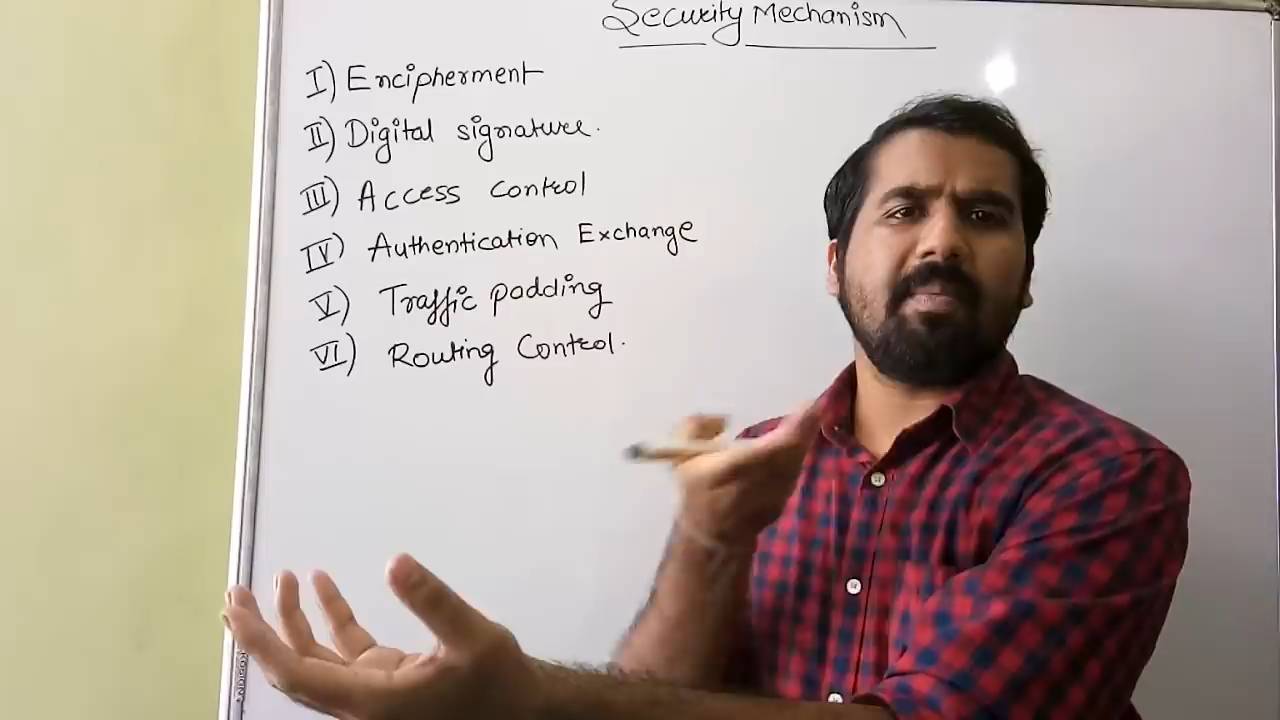 Security Mechanism
I) Encipherment
II) Digital signature.
III) Access control
IV) Authentication Exchange
V) Traffic padding
VI) Routing Control.